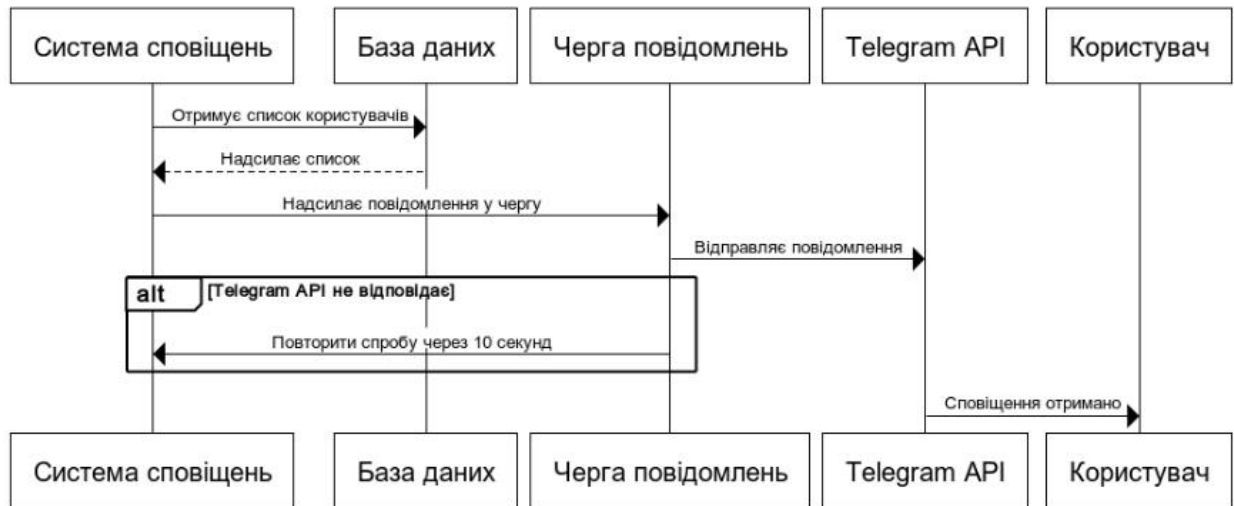 Система сповіщень
База даних
Черга повідомлень
Telegram API
Користувач
Отримує список користувачів
Надсилає список
Надсилає повідомлення у чергу
Відправляє повідомлення
alt
[Telegram API не відповідає]
Повторити спробу через 10 секунд
Сповіщення отримано
Система сповіщень
База даних
Черга повідомлень
Telegram API
Користувач